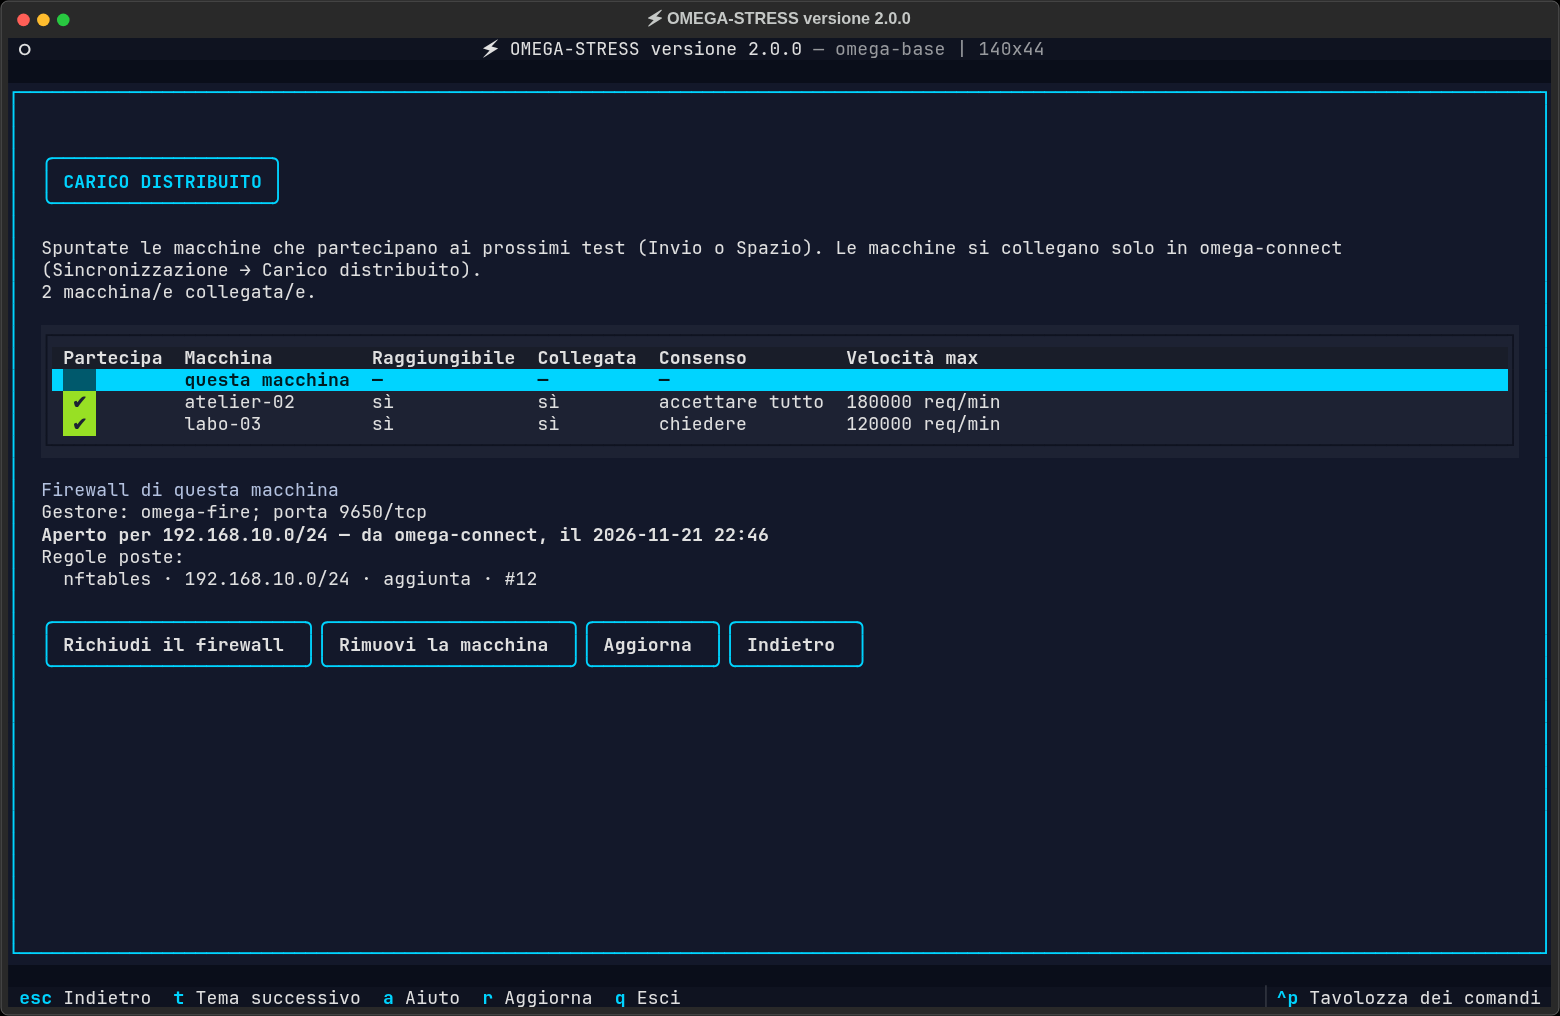 ⚡ OMEGA-STRESS versione 2.0.0
⚡ OMEGA-STRESS versione 2.0.0 — omega-base | 140x44
CARICO DISTRIBUITO
Spuntate le macchine che partecipano ai prossimi test (Invio o Spazio). Le macchine si collegano solo in omega-connect
(Sincronizzazione → Carico distribuito).
2 macchina/e collegata/e.
Partecipa Macchina Raggiungibile Collegata Consenso Velocità max
questa macchina — — —
✔ atelier-02 sì sì accettare tutto 180000 req/min
✔ labo-03 sì sì chiedere 120000 req/min
Firewall di questa macchina
Gestore: omega-fire; porta 9650/tcp
Aperto per 192.168.10.0/24 — da omega-connect, il 2026-11-21 22:46
Regole poste:
nftables · 192.168.10.0/24 · aggiunta · #12
Richiudi il firewall Rimuovi la macchina Aggiorna Indietro
esc Indietro t Tema successivo a Aiuto r Aggiorna q Esci ^p Tavolozza dei comandi